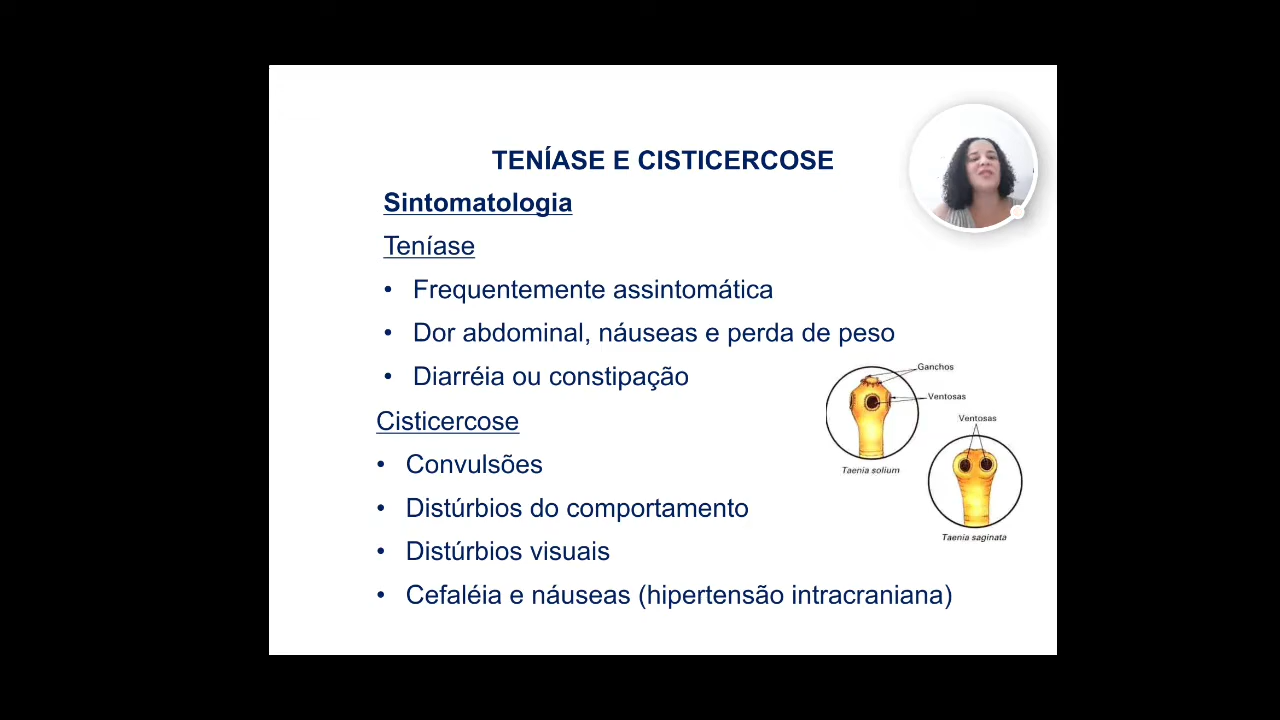 TENÍASE E CISTICERCOSE
Sintomatologia
Teníase
• Frequentemente assintomática
• Dor abdominal, náuseas e perda de peso
• Diarréia ou constipação
Cisticercose
• Convulsões
• Distúrbios do comportamento
• Distúrbios visuais
• Cefaléia e náuseas (hipertensão intracraniana)
Ganchos
Ventosas
Taenia solium
Ventosas
Taenia saginata